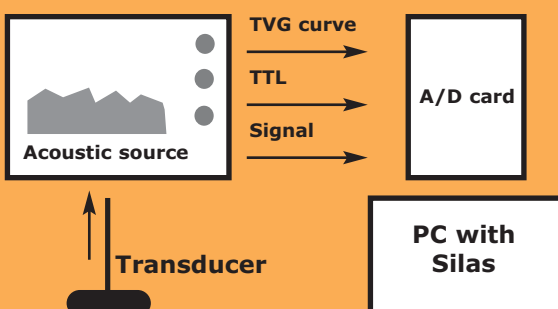 TVG curve
TTL
Signal
Acoustic source
A/D card
Transducer
PC with
Silas